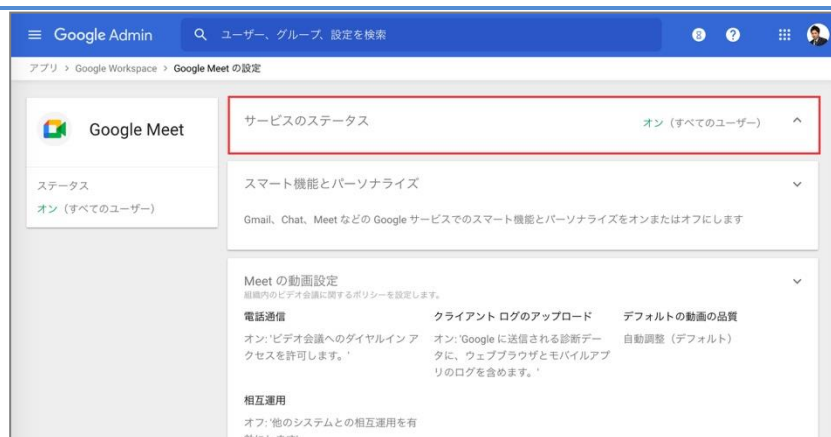 Google Admin
ユーザー、グループ、設定を検索
アプリ > Google Workspace > Google Meet の設定
Google Meet
ステータス
オン（すべてのユーザー）
サービスのステータス
オン（すべてのユーザー）
スマート機能とパーソナライズ
Gmail、Chat、Meet などの Google サービスでのスマート機能とパーソナライズをオンまたはオフにします
Meet の動画設定
組織内のビデオ会議に関するポリシーを設定します。
電話通信
オン:'ビデオ会議へのダイヤルイン ア
クセスを許可します。'
クライアント ログのアップロード
オン:'Google に送信される診断デー
タに、ウェブブラウザとモバイルアプ
リのログを含めます。'
デフォルトの動画の品質
自動調整（デフォルト）
相互運用
オフ:'他のシステムとの相互運用を有